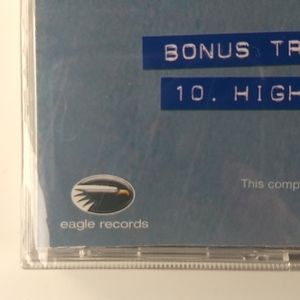 BONUS TR
10. HIGH
This comp
eagle records